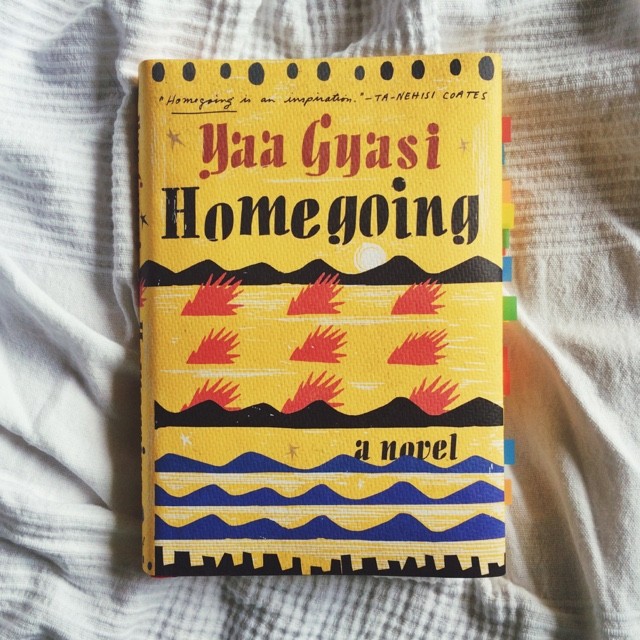 "Homegoing is an inspiration." —TA-NEHISI COATES
Yaa Gyasi
Homegoing
a novel